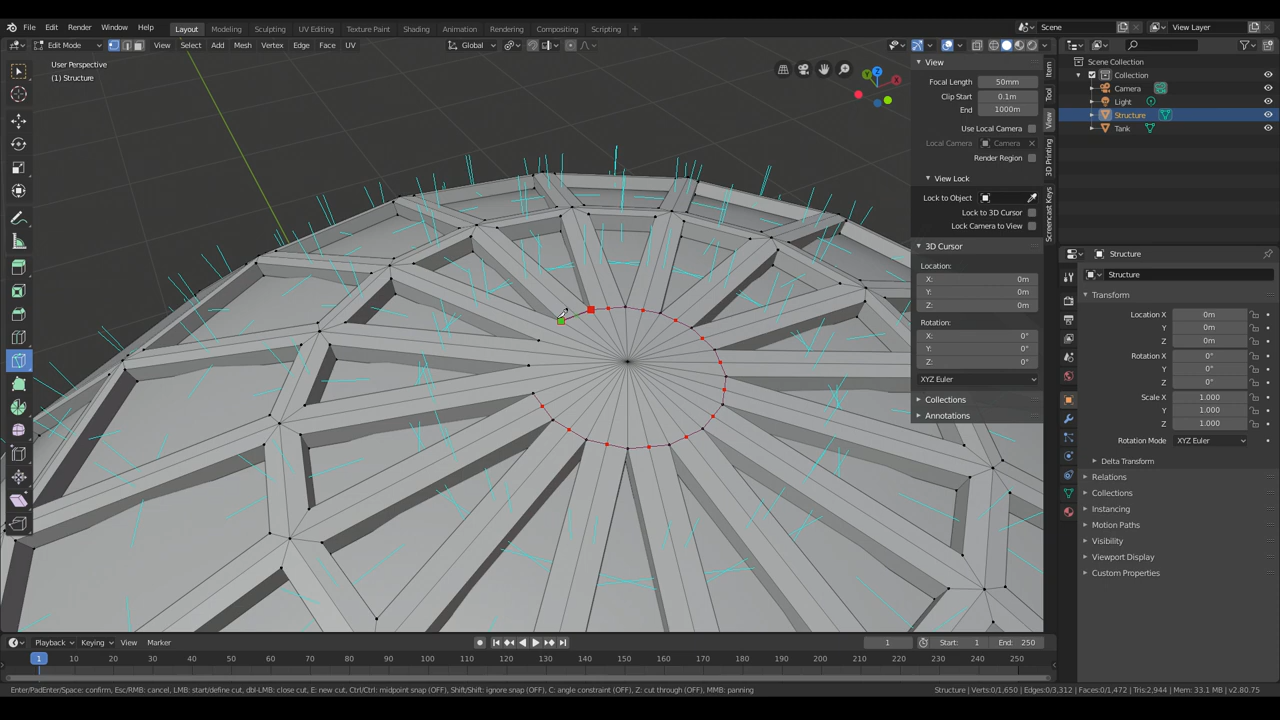 File Edit Render Window Help Layout Modeling Sculpting UV Editing Texture Paint Shading Animation Rendering Compositing Scripting + Scene View Layer
Edit Mode View Select Add Mesh Vertex Edge Face UV Global
User Perspective
(1) Structure
View
Focal Length 50mm
Clip Start 0.1m
End 1000m
Use Local Camera
Local Camera Camera
Render Region
View Lock
Lock to Object
Lock to 3D Cursor
Lock Camera to View
3D Cursor
Location:
X: 0m
Y: 0m
Z: 0m
Rotation:
X: 0°
Y: 0°
Z: 0°
XYZ Euler
Collections
Annotations
Item
Tool
View
3D Printing
Screencast Keys
Scene Collection
Collection
Camera
Light
Structure
Tank
Structure
Structure
Transform
Location X 0m
Y 0m
Z 0m
Rotation X 0°
Y 0°
Z 0°
Scale X 1.000
Y 1.000
Z 1.000
Rotation Mode XYZ Euler
Delta Transform
Relations
Collections
Instancing
Motion Paths
Visibility
Viewport Display
Custom Properties
Playback Keying View Marker 1 Start: 1 End: 250
1 10 20 30 40 50 60 70 80 90 100 110 120 130 140 150 160 170 180 190 200 210 220 230 240 250
Enter/PadEnter/Space: confirm, Esc/RMB: cancel, LMB: start/define cut, dbl-LMB: close cut, E: new cut, Ctrl/Ctrl: midpoint snap (OFF), Shift/Shift: ignore snap (OFF), C: angle constraint (OFF), Z: cut through (OFF), MMB: panning Structure | Verts:0/1,650 | Edges:0/3,312 | Faces:0/1,472 | Tris:2,944 | Mem: 33.1 MB | v2.80.75